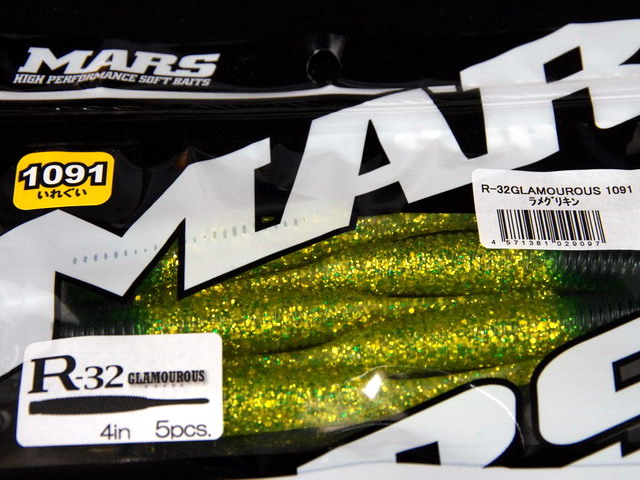 MARS
HIGH PERFORMANCE SOFT BAITS
MARS
1091
いれぐい
R-32GLAMOUROUS 1091
ラメグリキン
4 571381 029097
R-32 GLAMOUROUS
4in 5pcs.